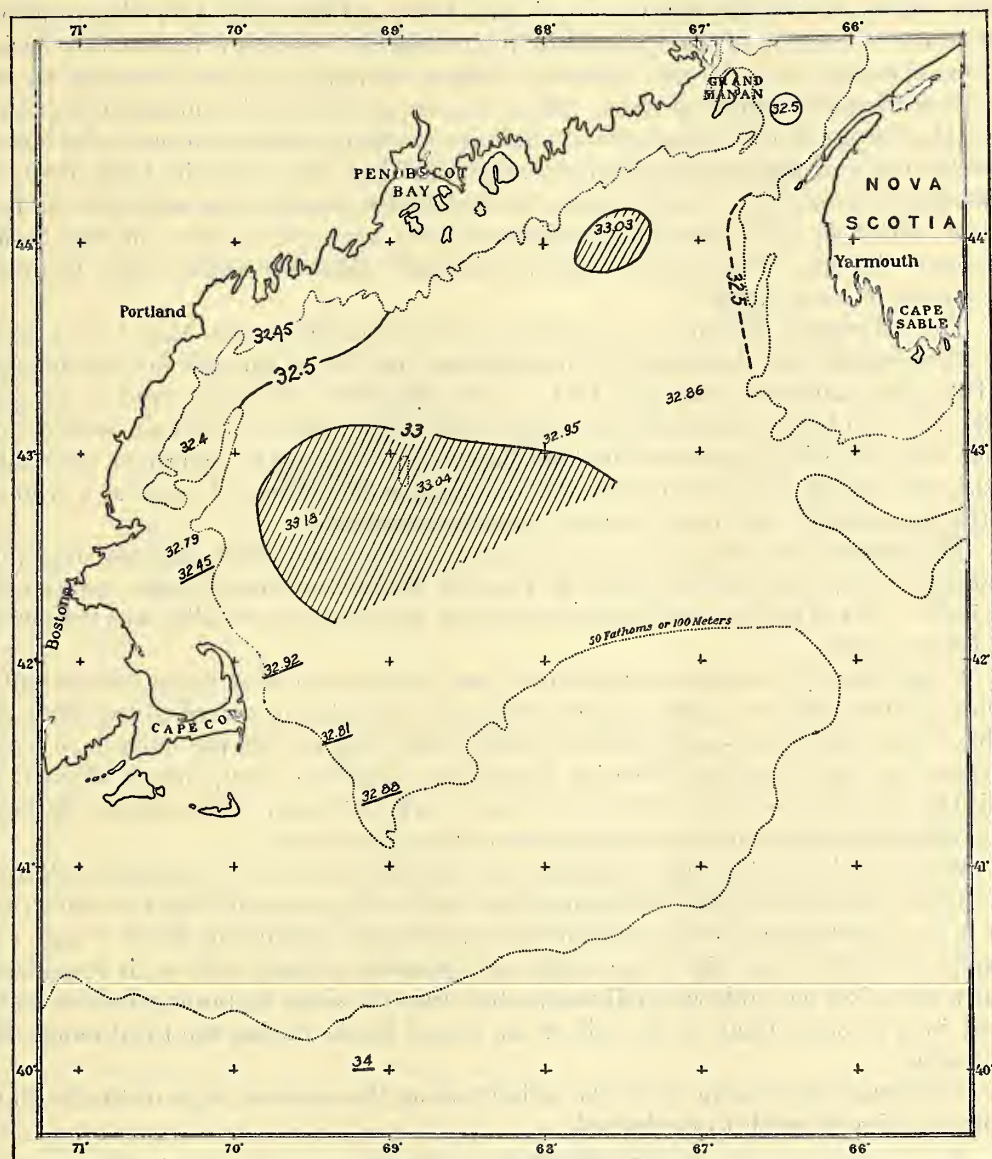 71° 70° 69° 68° 67° 66°
GRAND
MANAN
32.5
PENOBSCOT
BAY
NOVA
SCOTIA
33.03
44° 44°
Yarmouth
32.5
Portland
CAPE
SABLE
32.45
32.5
32.86
33
32.95
32.4
43° 43°
33.04
33.18
32.79
32.45
Boston
50 Fathoms or 100 Meters
42° 42°
32.92
CAPE CO
32.81
32.88
41° 41°
34
40° 40°
71° 70° 69° 68° 67° 66°